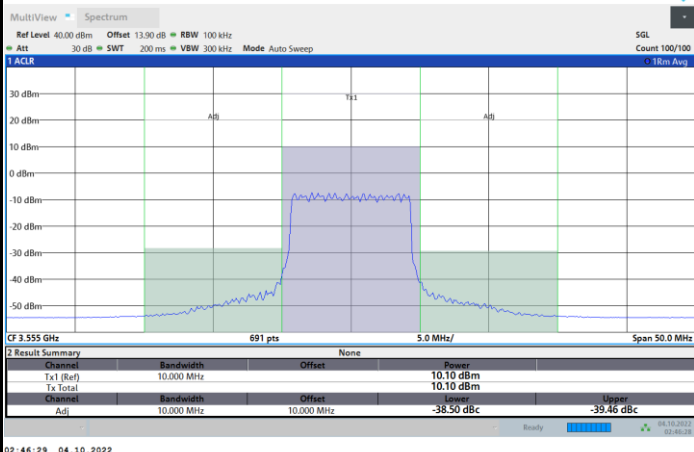 MultiView Spectrum
Ref Level 40.00 dBm Offset 13.90 dB RBW 100 kHz SGL
Att 30 dB SWT 200 ms VBW 300 kHz Mode Auto Sweep Count 100/100
1 ACLR 1Rm Avg
30 dBm
Tx1
20 dBm
Adj Adj
10 dBm
0 dBm
-10 dBm
-20 dBm
-30 dBm
-40 dBm
-50 dBm
CF 3.555 GHz 691 pts 5.0 MHz/ Span 50.0 MHz
2 Result Summary None
Channel Bandwidth Offset Power
Tx1 (Ref) 10.000 MHz 10.10 dBm
Tx Total 10.10 dBm
Channel Bandwidth Offset Lower Upper
Adj 10.000 MHz 10.000 MHz -38.50 dBc -39.46 dBc
Ready 04.10.2022
02:46:28
02:46:29 04.10.2022